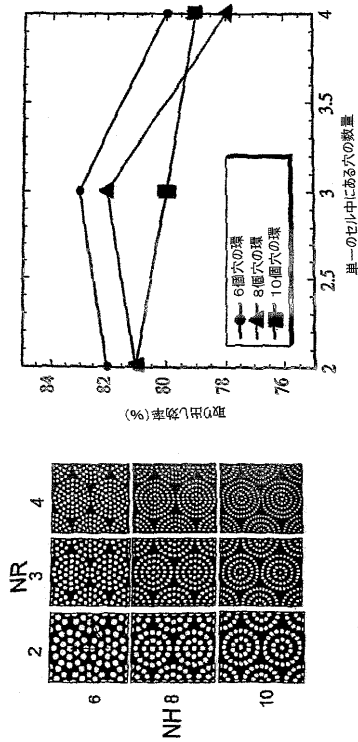 NR
2 3 4
NH
6
8
10
84
82
80
78
76
取り出し効率(%)
2 2.5 3 3.5 4
単一のセル中にある穴の数量
6個穴の環
8個穴の環
10個穴の環